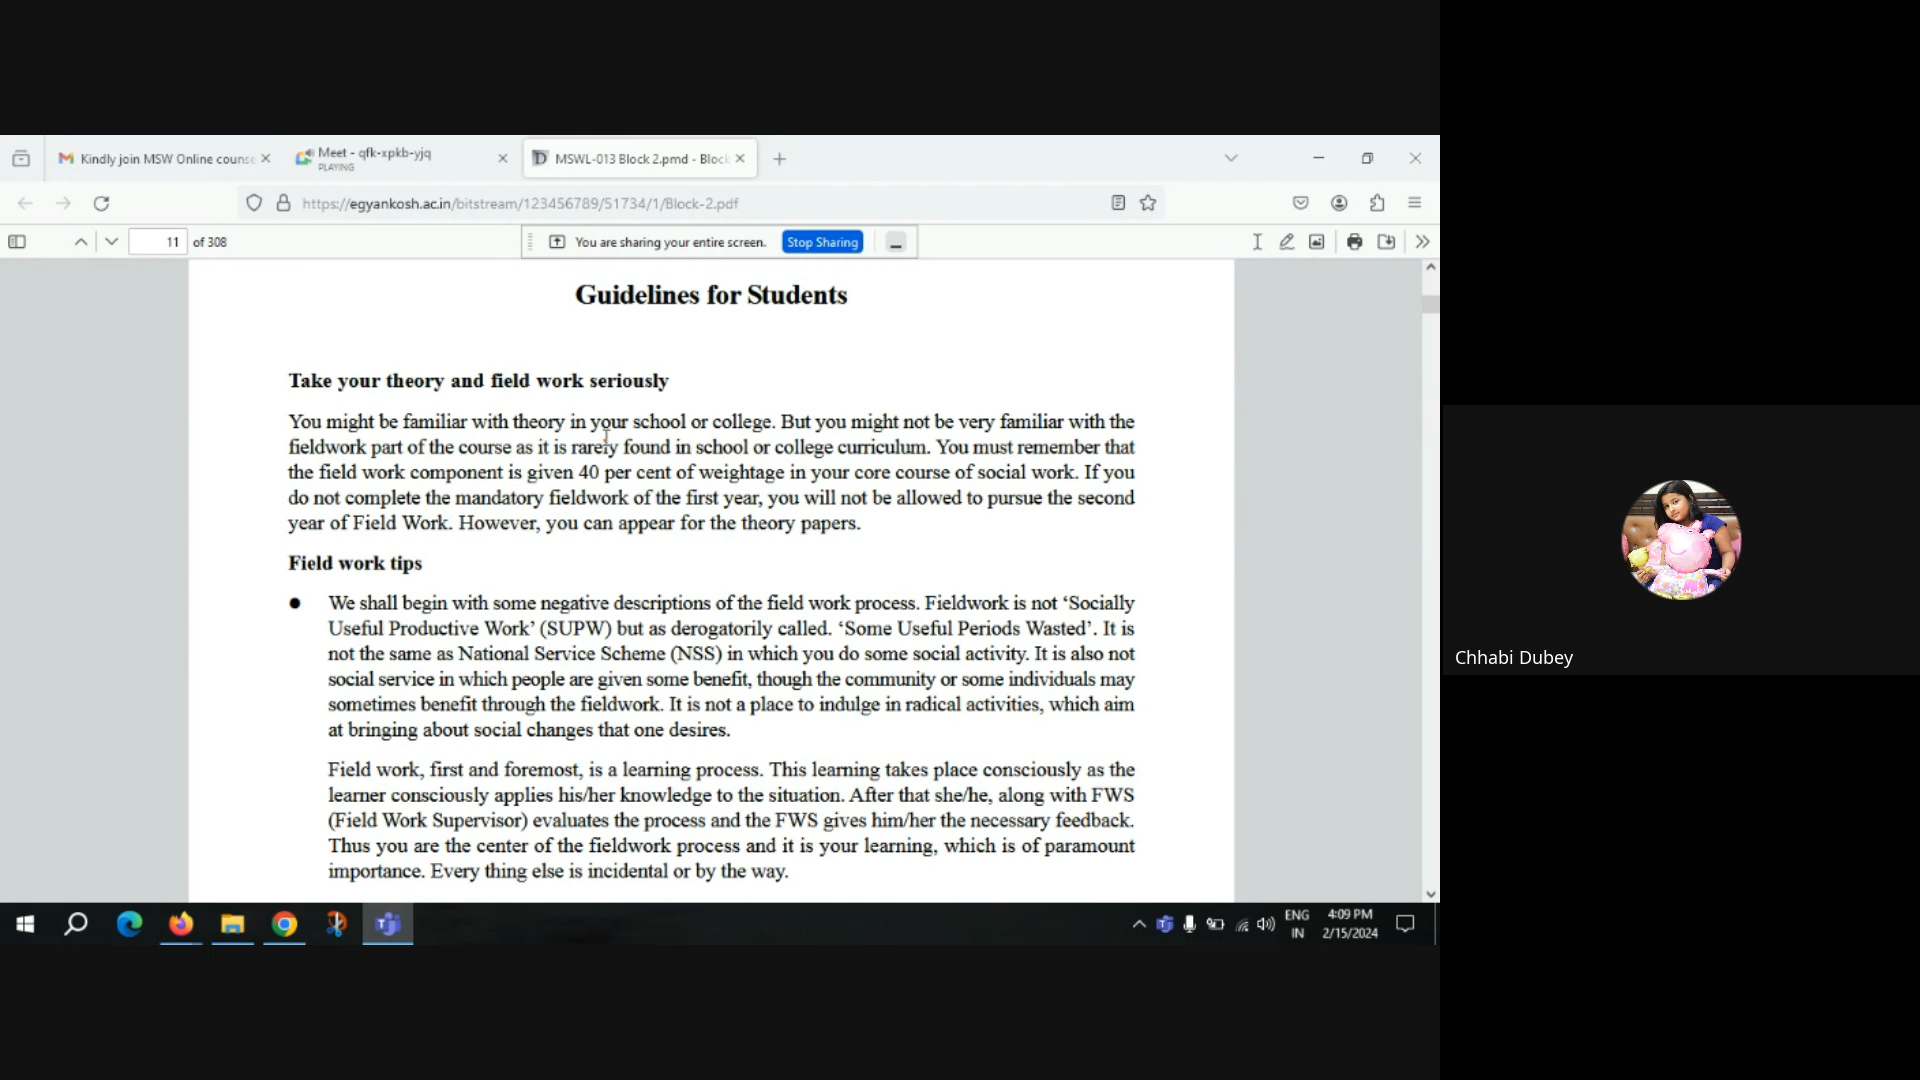 Kindly join MSW Online counse
Meet - qfk-xpkb-yjq
PLAYING
MSWL-013 Block 2.pmd - Bloc
https://egyankosh.ac.in/bitstream/123456789/51734/1/Block-2.pdf
11 of 308
You are sharing your entire screen. Stop Sharing
Guidelines for Students
Take your theory and field work seriously
You might be familiar with theory in your school or college. But you might not be very familiar with the
fieldwork part of the course as it is rarely found in school or college curriculum. You must remember that
the field work component is given 40 per cent of weightage in your core course of social work. If you
do not complete the mandatory fieldwork of the first year, you will not be allowed to pursue the second
year of Field Work. However, you can appear for the theory papers.
Field work tips
● We shall begin with some negative descriptions of the field work process. Fieldwork is not ‘Socially
Useful Productive Work’ (SUPW) but as derogatorily called. ‘Some Useful Periods Wasted’. It is
not the same as National Service Scheme (NSS) in which you do some social activity. It is also not
social service in which people are given some benefit, though the community or some individuals may
sometimes benefit through the fieldwork. It is not a place to indulge in radical activities, which aim
at bringing about social changes that one desires.
Field work, first and foremost, is a learning process. This learning takes place consciously as the
learner consciously applies his/her knowledge to the situation. After that she/he, along with FWS
(Field Work Supervisor) evaluates the process and the FWS gives him/her the necessary feedback.
Thus you are the center of the fieldwork process and it is your learning, which is of paramount
importance. Every thing else is incidental or by the way.
Chhabi Dubey
ENG
IN
4:09 PM
2/15/2024